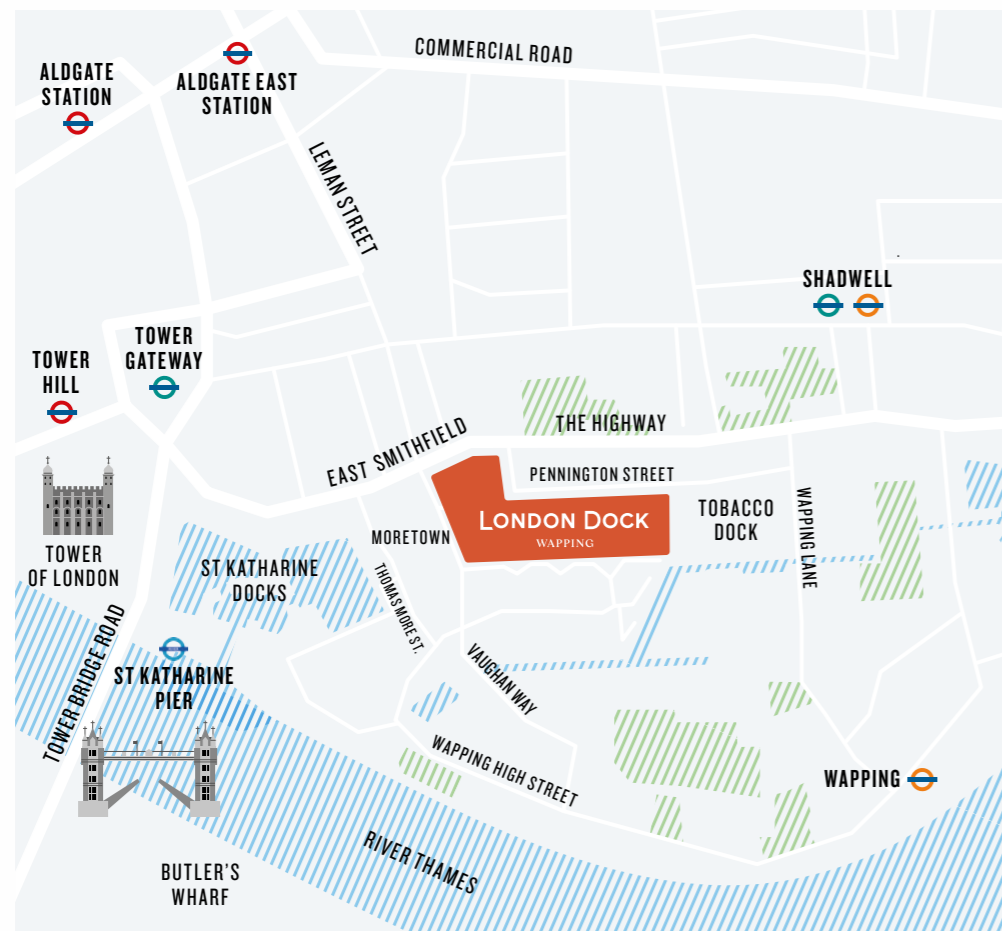 COMMERCIAL ROAD
ALDGATE
STATION
ALDGATE EAST
STATION
LEMAN STREET
SHADWELL
TOWER
GATEWAY
TOWER
HILL
THE HIGHWAY
EAST SMITHFIELD
PENNINGTON STREET
LONDON DOCK
WAPPING
TOBACCO
DOCK
WAPPING LANE
MORETOWN
TOWER
OF LONDON
ST KATHARINE
DOCKS
THOMAS MORE ST.
TOWER BRIDGE ROAD
ST KATHARINE
PIER
VAUGHAN WAY
WAPPING HIGH STREET
WAPPING
RIVER THAMES
BUTLER'S
WHARF